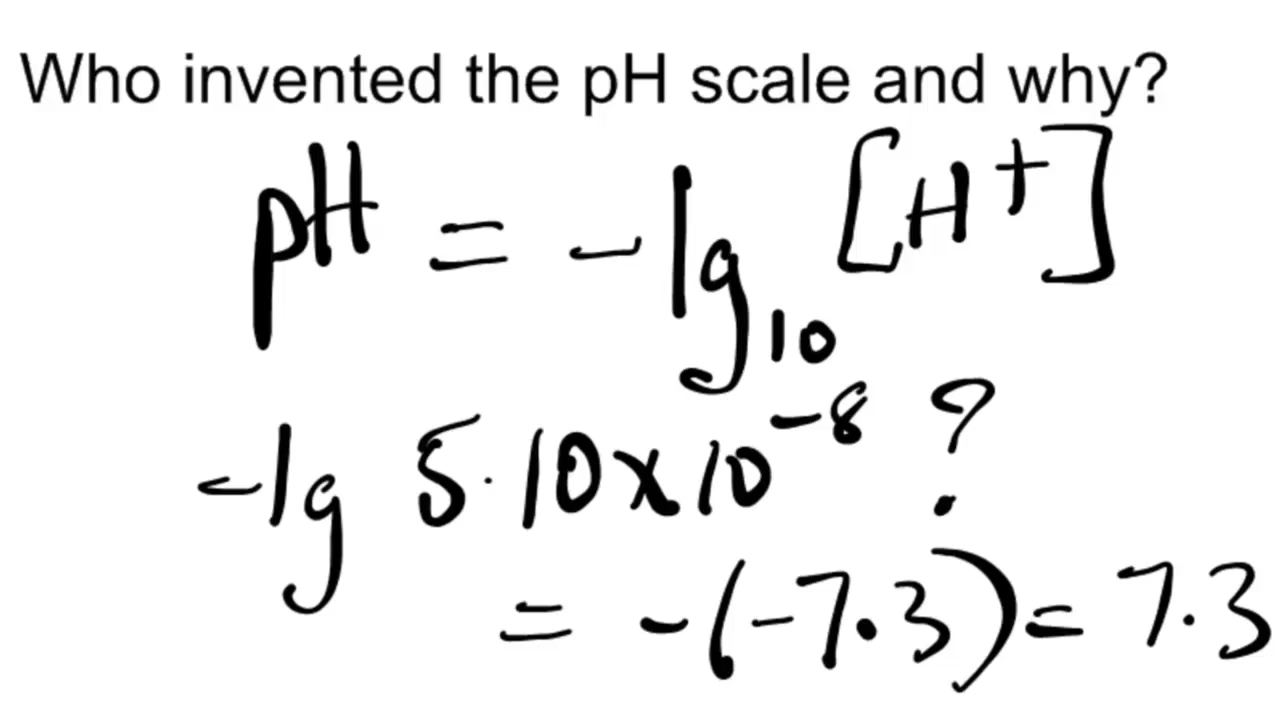 Who invented the pH scale and why?
pH = -lg₁₀ [H⁺]
-lg 5.10x10⁻⁸ ?
= -(-7.3) = 7.3